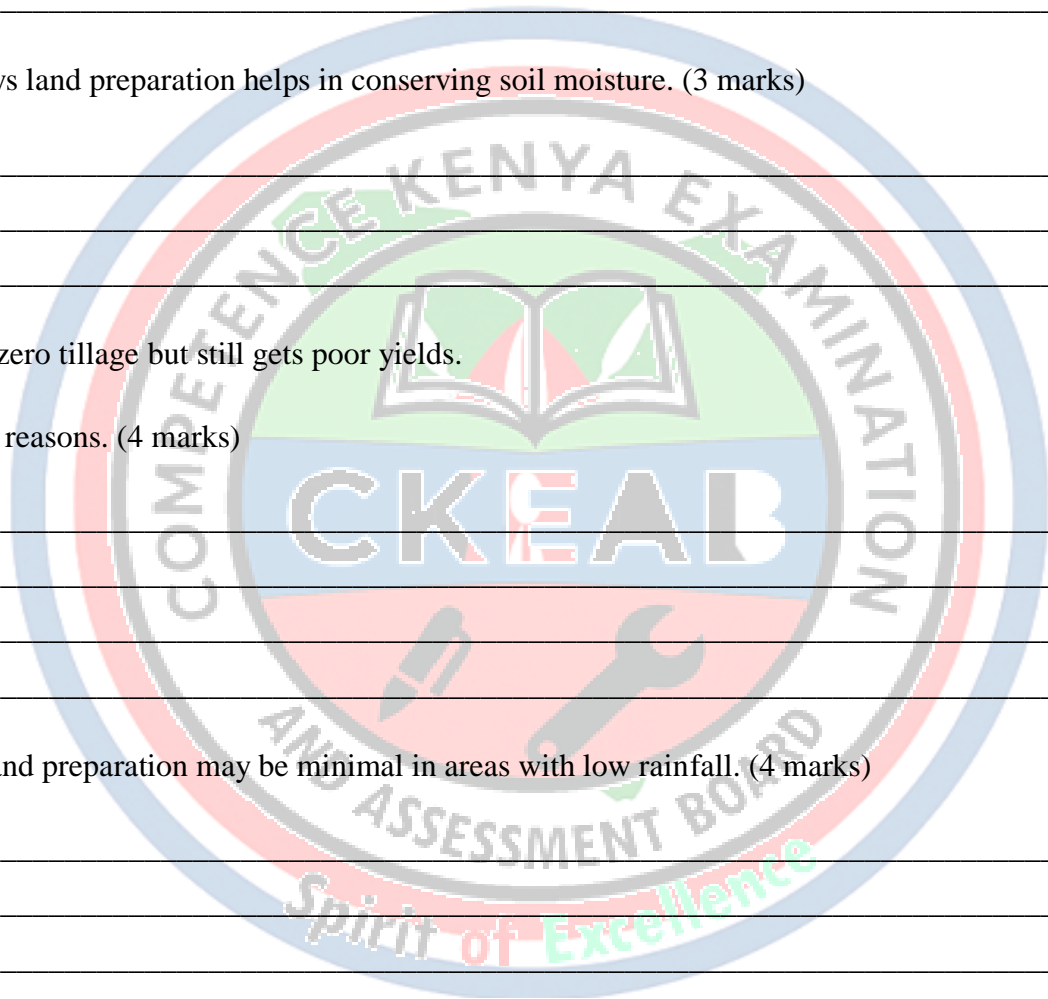 ys land preparation helps in conserving soil moisture. (3 marks)
COMPETENCE KENYA EXAMINATION
zero tillage but still gets poor yields.
reasons. (4 marks)
CKEAB
and preparation may be minimal in areas with low rainfall. (4 marks)
AND ASSESSMENT BOARD
Spirit of Excellence